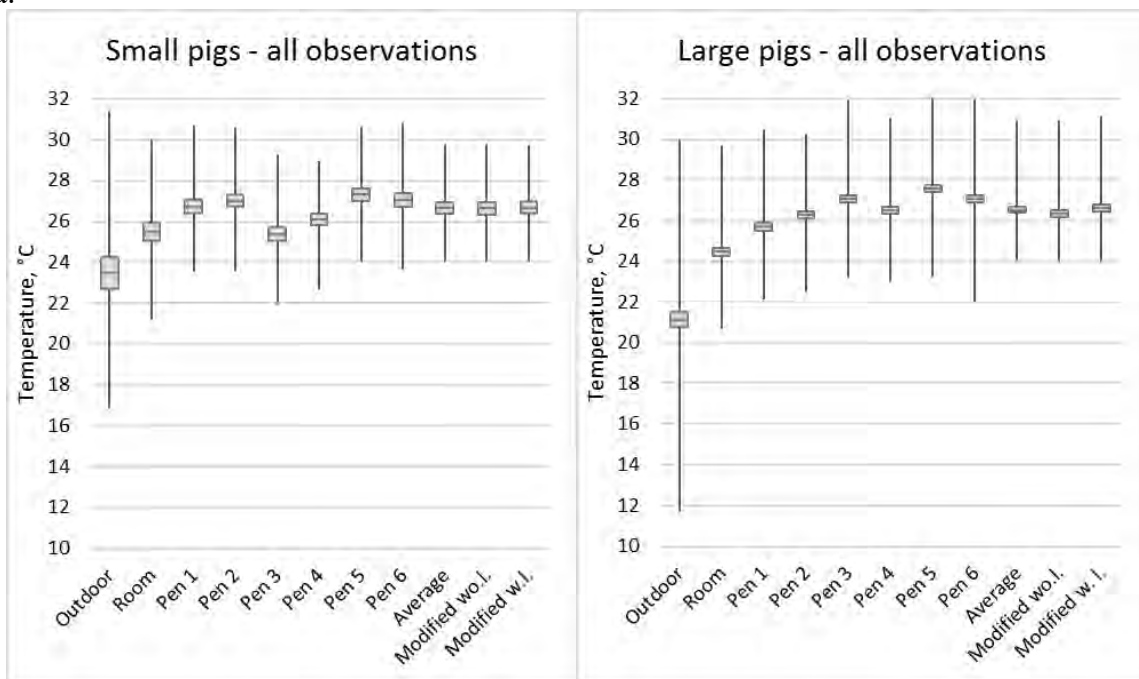 a.
Small pigs - all observations
Temperature, °C
32
30
28
26
24
22
20
18
16
14
12
10
Outdoor
Room
Pen 1
Pen 2
Pen 3
Pen 4
Pen 5
Pen 6
Average
Modified wo.l.
Modified w.l.
Large pigs - all observations
Temperature, °C
32
30
28
26
24
22
20
18
16
14
12
10
Outdoor
Room
Pen 1
Pen 2
Pen 3
Pen 4
Pen 5
Pen 6
Average
Modified wo.l.
Modified w. l.